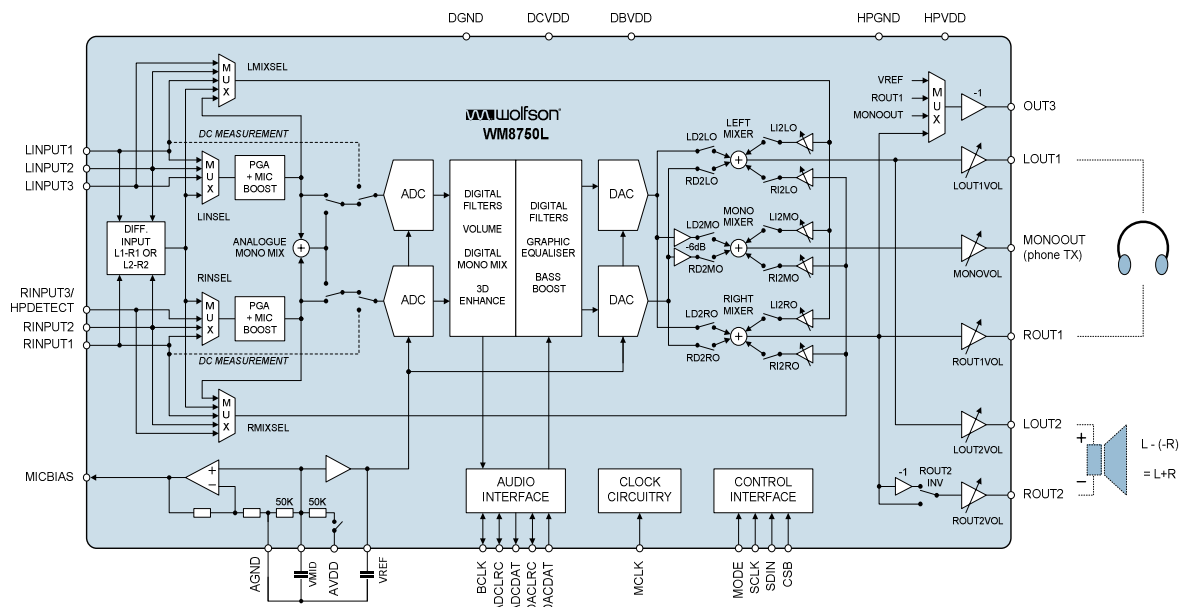 DGND DCVDD DBVDD HPGND HPVDD
LMIXSEL
M
U
X
DC MEASUREMENT
wolfson
WM8750L
VREF
ROUT1
MONOOUT
M
U
X
-1
OUT3
LINPUT1
LINPUT2
LINPUT3
M
U
X
LINSEL
PGA
+ MIC
BOOST
ADC
DIGITAL
FILTERS
VOLUME
DIGITAL
MONO MIX
3D
ENHANCE
DIGITAL
FILTERS
GRAPHIC
EQUALISER
BASS
BOOST
DAC
LD2LO
RD2LO
LEFT
MIXER
LI2LO
RI2LO
LOUT1
LOUT1VOL
DIFF.
INPUT
L1-R1 OR
L2-R2
ANALOGUE
MONO MIX
LD2MO
-6dB
RD2MO
MONO
MIXER
LI2MO
RI2MO
MONOOUT
(phone TX)
MONOVOL
RINPUT3/
HPDETECT
RINPUT2
RINPUT1
RINSEL
M
U
X
PGA
+ MIC
BOOST
DC MEASUREMENT
ADC
DAC
LD2RO
RD2RO
RIGHT
MIXER
LI2RO
RI2RO
ROUT1
ROUT1VOL
M
U
X
RMIXSEL
LOUT2
LOUT2VOL
+
–
L - (-R)
= L+R
MICBIAS
+
–
50K 50K
AUDIO
INTERFACE
CLOCK
CIRCUITRY
CONTROL
INTERFACE
-1
ROUT2
INV
ROUT2
ROUT2VOL
AGND
VMID
AVDD
VREF
BCLK
ADCLRC
ADCDAT
DACLRC
DACDAT
MCLK
MODE
SCLK
SDIN
CSB